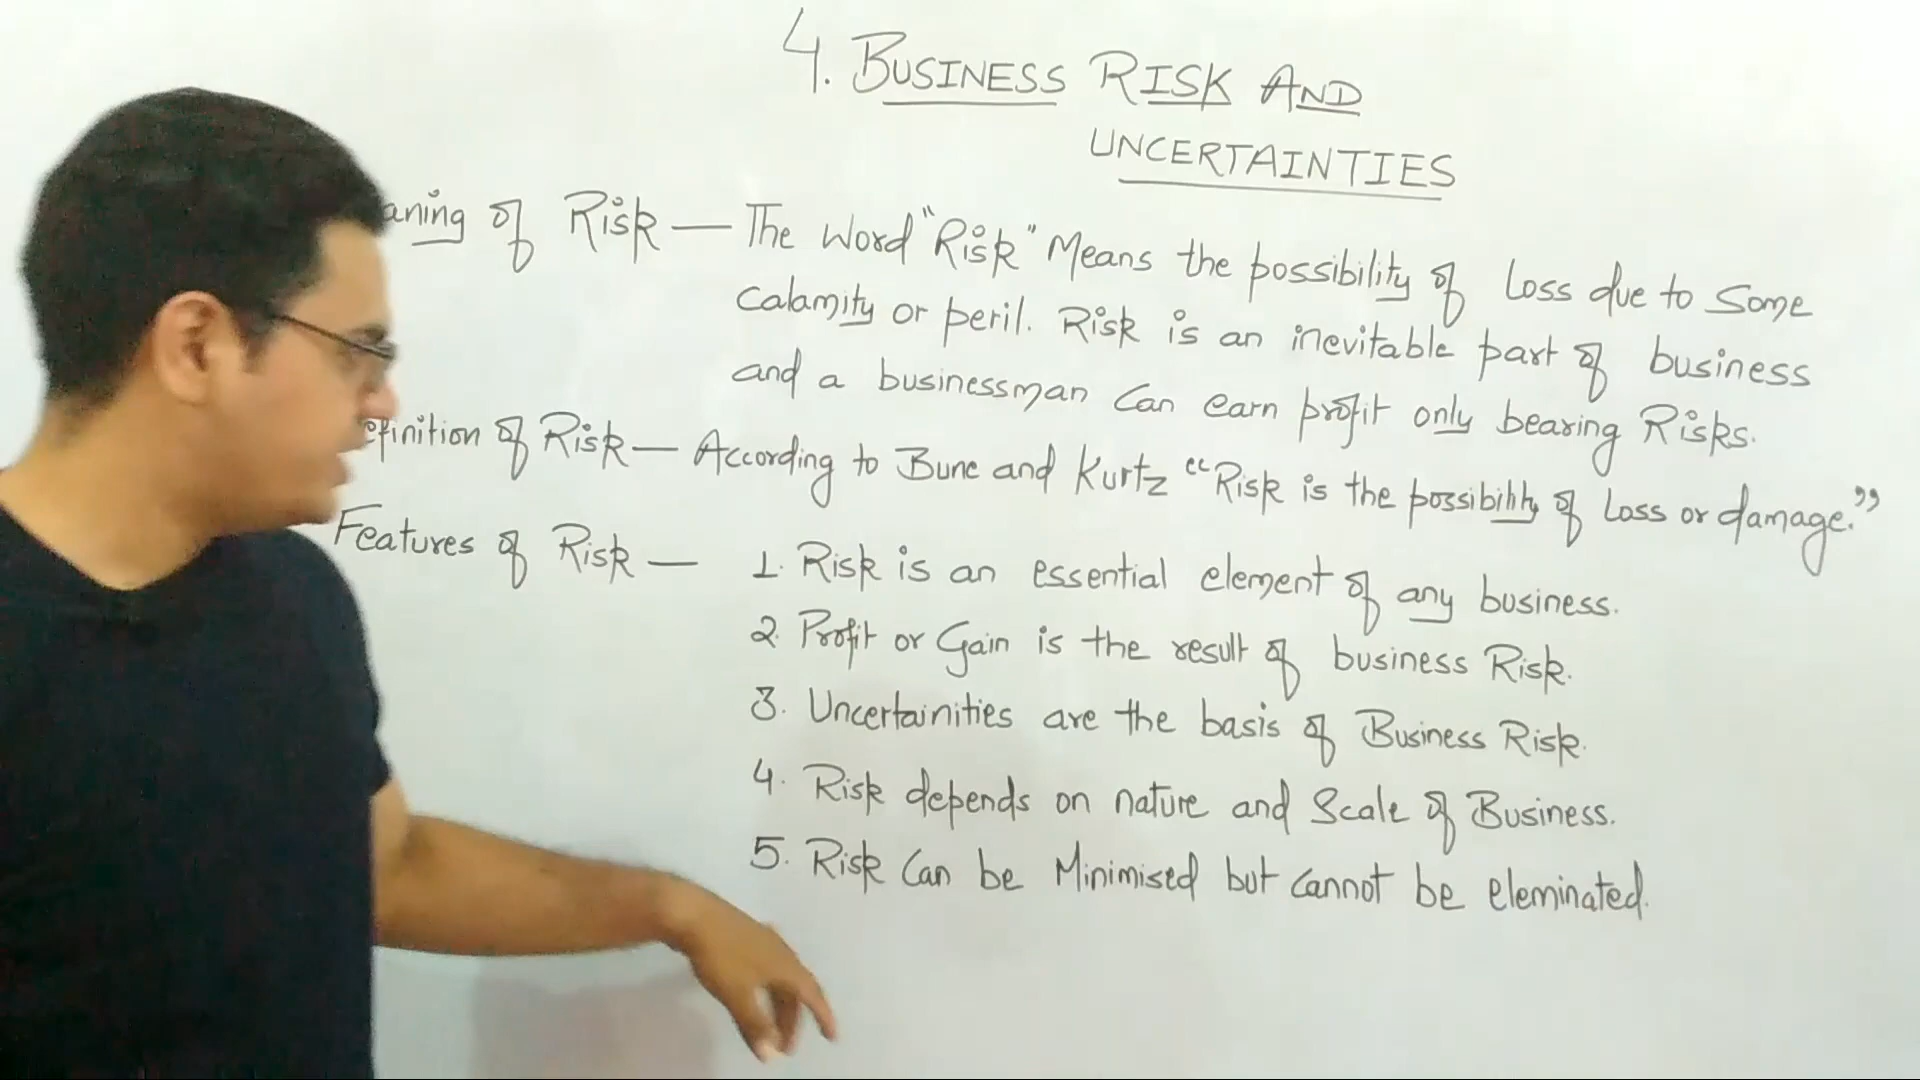 4. BUSINESS RISK AND
UNCERTAINTIES
aning of Risk — The Word "Risk" Means the possibility of Loss due to Some
Calamity or peril. Risk is an inevitable part of business
and a businessman Can earn profit only bearing Risks.
efinition of Risk — According to Bune and Kurtz "Risk is the possibility of Loss or damage."
Features of Risk — 1. Risk is an essential element of any business.
2. Profit or Gain is the result of business Risk.
3. Uncertainities are the basis of Business Risk.
4. Risk depends on nature and Scale of Business.
5. Risk Can be Minimised but Cannot be eleminated.